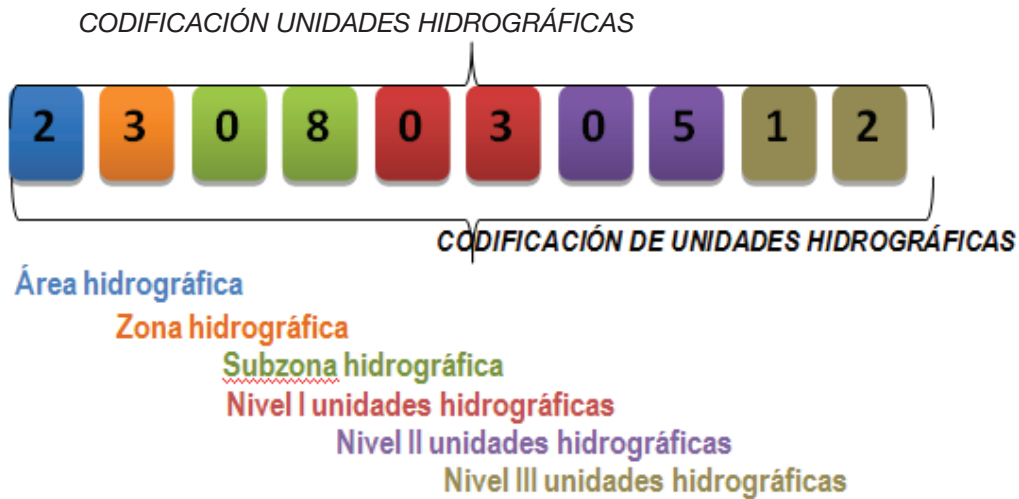 CODIFICACIÓN UNIDADES HIDROGRÁFICAS
2 3 0 8 0 3 0 5 1 2
CODIFICACIÓN DE UNIDADES HIDROGRÁFICAS
Área hidrográfica
Zona hidrográfica
Subzona hidrográfica
Nivel I unidades hidrográficas
Nivel II unidades hidrográficas
Nivel III unidades hidrográficas